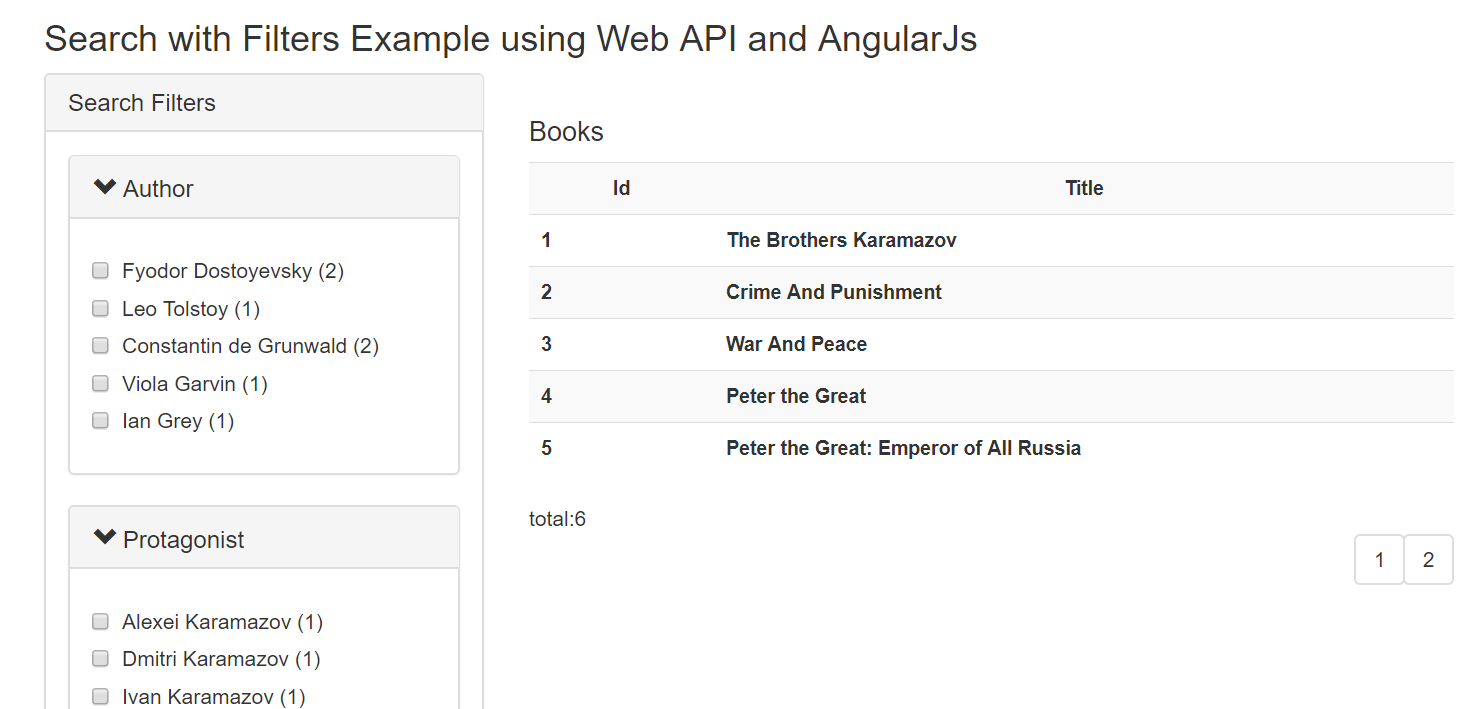 Search with Filters Example using Web API and AngularJs
Search Filters
Author
Fyodor Dostoyevsky (2)
Leo Tolstoy (1)
Constantin de Grunwald (2)
Viola Garvin (1)
Ian Grey (1)
Protagonist
Alexei Karamazov (1)
Dmitri Karamazov (1)
Ivan Karamazov (1)
Books
Id Title
1 The Brothers Karamazov
2 Crime And Punishment
3 War And Peace
4 Peter the Great
5 Peter the Great: Emperor of All Russia
total:6
1 2